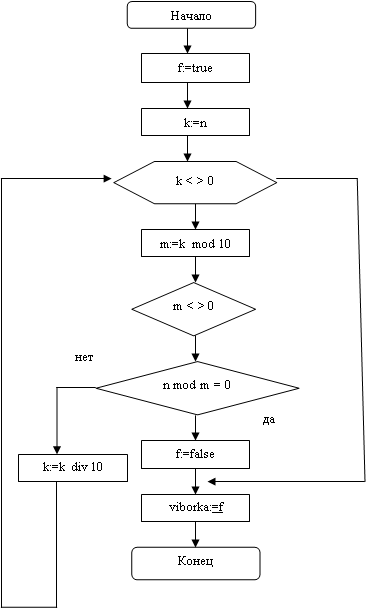 Начало
f:=true
k:=n
k < > 0
m:=k mod 10
m < > 0
нет
n mod m = 0
да
f:=false
k:=k div 10
viborka:=f
Конец